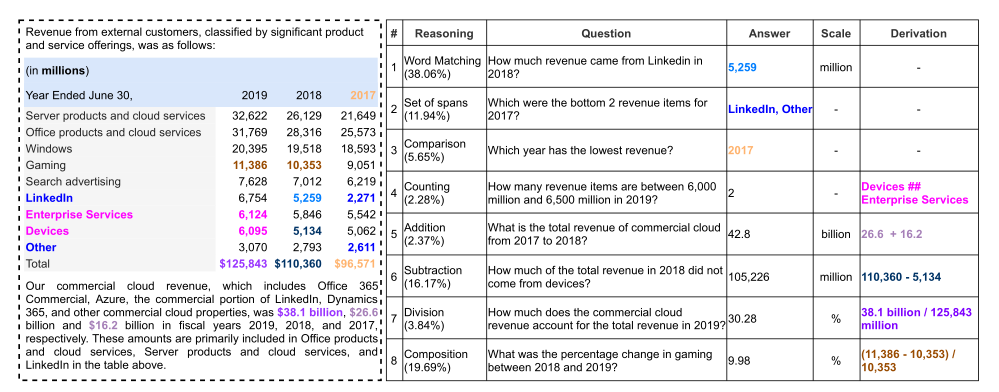 Revenue from external customers, classified by significant product
and service offerings, was as follows:
(in millions)
Year Ended June 30, 2019 2018 2017
Server products and cloud services 32,622 26,129 21,649
Office products and cloud services 31,769 28,316 25,573
Windows 20,395 19,518 18,593
Gaming 11,386 10,353 9,051
Search advertising 7,628 7,012 6,219
LinkedIn 6,754 5,259 2,271
Enterprise Services 6,124 5,846 5,542
Devices 6,095 5,134 5,062
Other 3,070 2,793 2,611
Total $125,843 $110,360 $96,571
Our commercial cloud revenue, which includes Office 365
Commercial, Azure, the commercial portion of LinkedIn, Dynamics
365, and other commercial cloud properties, was $38.1 billion, $26.6
billion and $16.2 billion in fiscal years 2019, 2018, and 2017,
respectively. These amounts are primarily included in Office products
and cloud services, Server products and cloud services, and
LinkedIn in the table above.
# Reasoning Question Answer Scale Derivation
1 Word Matching (38.06%) How much revenue came from Linkedin in 2018? 5,259 million -
2 Set of spans (11.94%) Which were the bottom 2 revenue items for 2017? LinkedIn, Other - -
3 Comparison (5.65%) Which year has the lowest revenue? 2017 - -
4 Counting (2.28%) How many revenue items are between 6,000 million and 6,500 million in 2019? 2 - Devices ## Enterprise Services
5 Addition (2.37%) What is the total revenue of commercial cloud from 2017 to 2018? 42.8 billion 26.6 + 16.2
6 Subtraction (16.17%) How much of the total revenue in 2018 did not come from devices? 105,226 million 110,360 - 5,134
7 Division (3.84%) How much does the commercial cloud revenue account for the total revenue in 2019? 30.28 % 38.1 billion / 125,843 million
8 Composition (19.69%) What was the percentage change in gaming between 2018 and 2019? 9.98 % (11,386 - 10,353) / 10,353